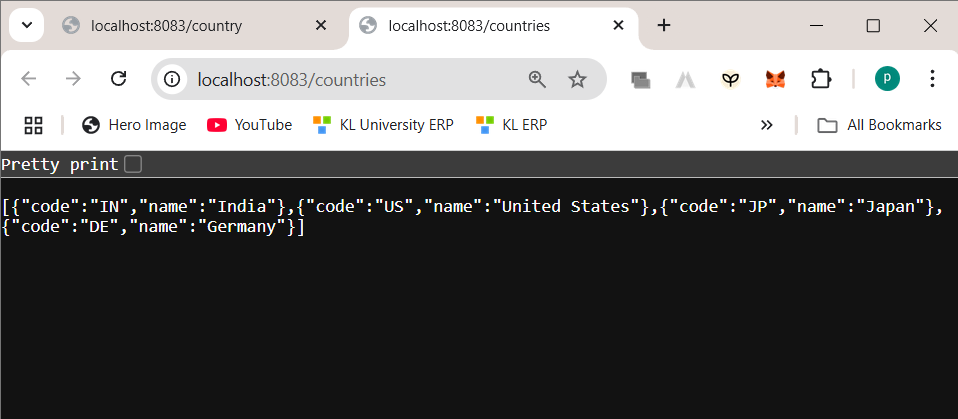 localhost:8083/country
localhost:8083/countries
localhost:8083/countries
P
Hero Image
YouTube
KL University ERP
KL ERP
All Bookmarks
Pretty print
[{"code":"IN","name":"India"},{"code":"US","name":"United States"},{"code":"JP","name":"Japan"},
{"code":"DE","name":"Germany"}]